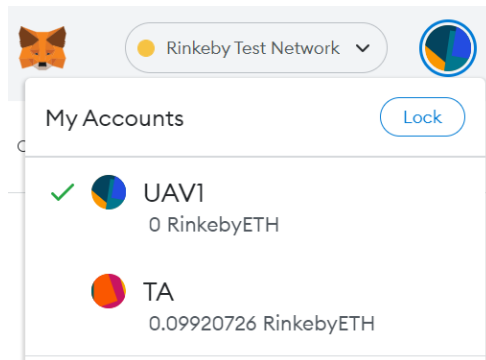 Rinkeby Test Network
My Accounts
Lock
UAV1
0 RinkebyETH
TA
0.09920726 RinkebyETH